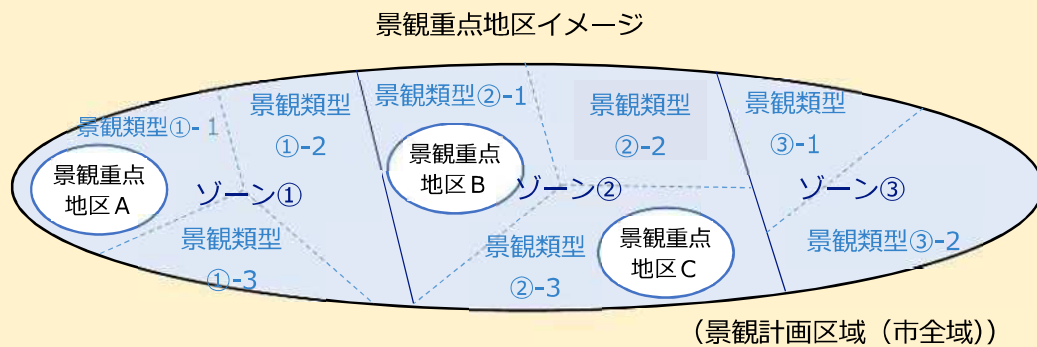 景観重点地区イメージ
景観類型①-1
景観類型
①-2
景観類型②-1
景観類型
②-2
景観類型
③-1
景観重点
地区A
ゾーン①
景観重点
地区B
ゾーン②
ゾーン③
景観類型
①-3
景観類型
②-3
景観重点
地区C
景観類型③-2
（景観計画区域（市全域））